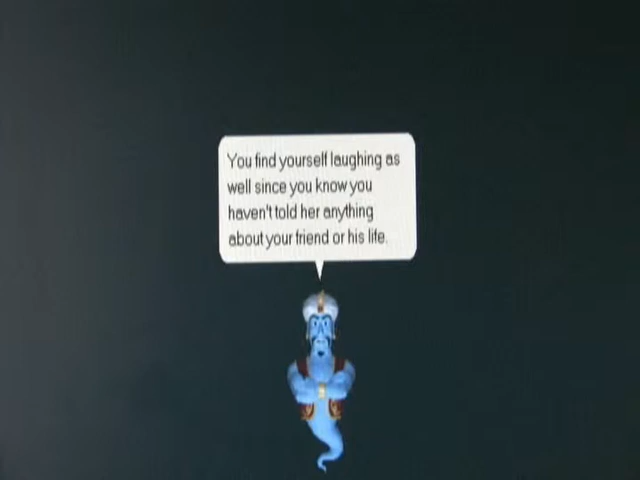 You find yourself laughing as
well since you know you
haven't told her anything
about your friend or his life.